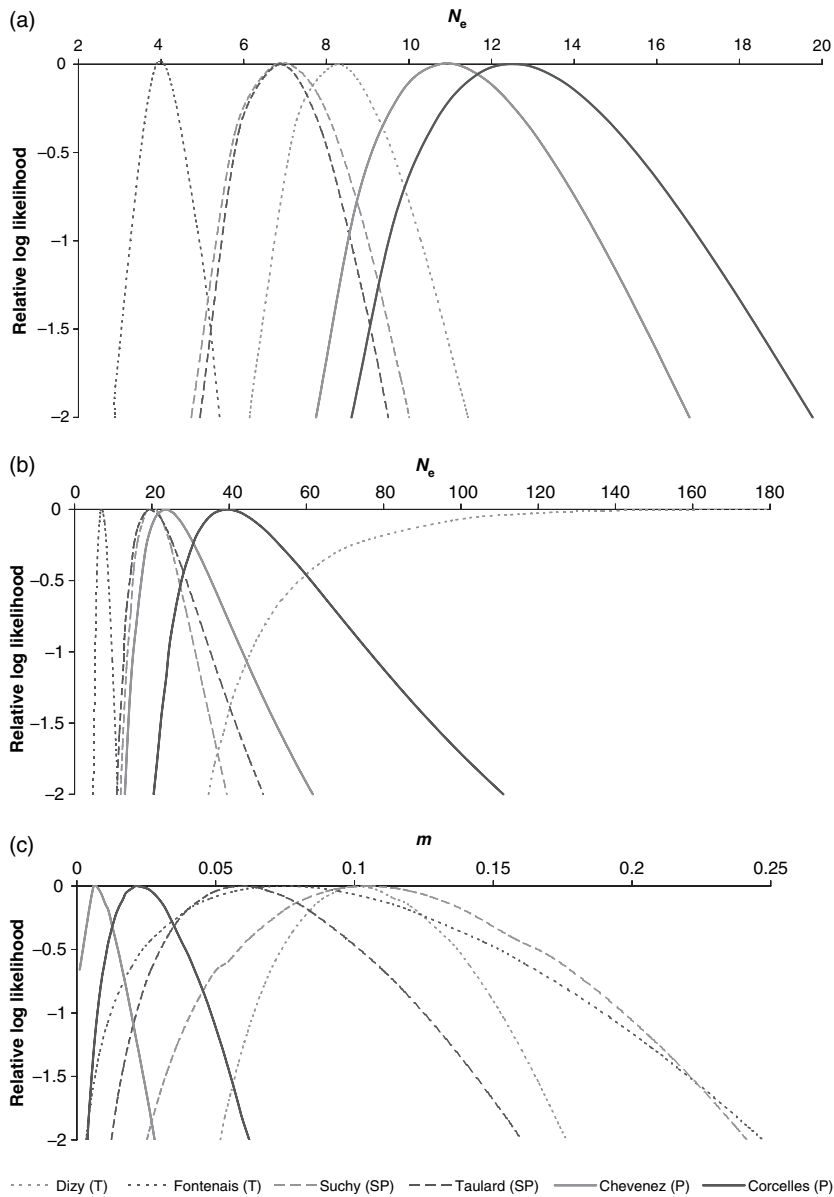 (a)
Ne
2 4 6 8 10 12 14 16 18 20
0
–0.5
–1
–1.5
–2
Relative log likelihood
(b)
Ne
0 20 40 60 80 100 120 140 160 180
0
–0.5
–1
–1.5
–2
Relative log likelihood
(c)
m
0 0.05 0.1 0.15 0.2 0.25
0
–0.5
–1
–1.5
–2
Relative log likelihood
Dizy (T) Fontenais (T) Suchy (SP) Taulard (SP) Chevenez (P) Corcelles (P)